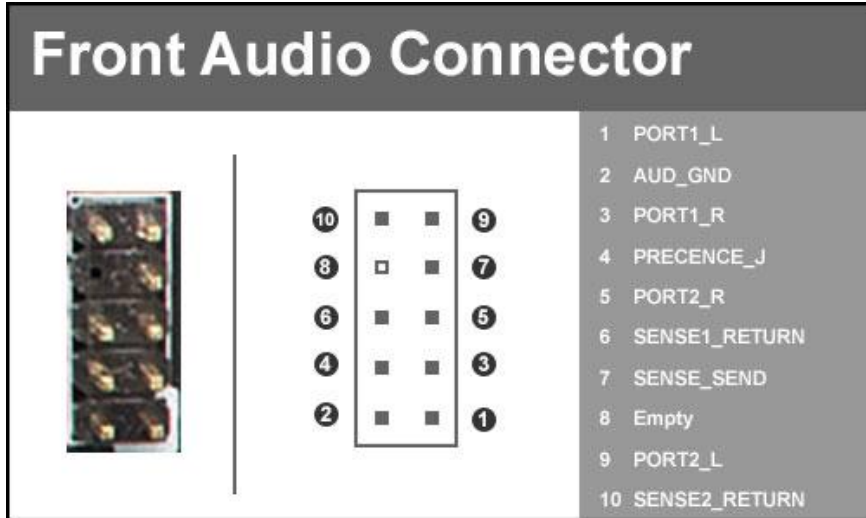 Front Audio Connector
10 9
8 7
6 5
4 3
2 1
1 PORT1_L
2 AUD_GND
3 PORT1_R
4 PRECENCE_J
5 PORT2_R
6 SENSE1_RETURN
7 SENSE_SEND
8 Empty
9 PORT2_L
10 SENSE2_RETURN